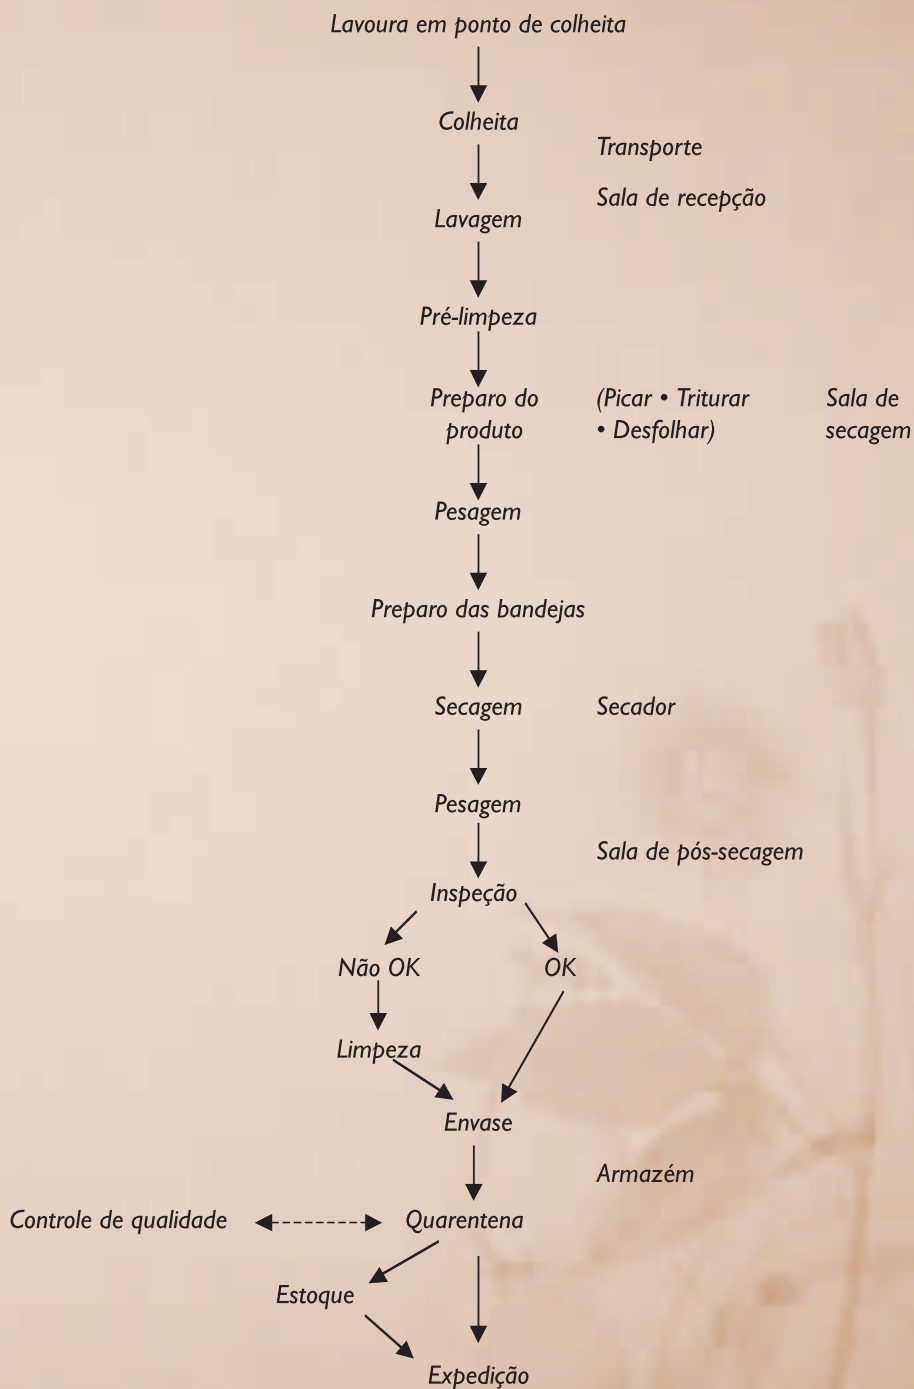 Lavoura em ponto de colheita
Colheita
Transporte
Sala de recepção
Lavagem
Pré-limpeza
Preparo do
produto
(Picar • Triturar
• Desfolhar)
Sala de
secagem
Pesagem
Preparo das bandejas
Secagem
Secador
Pesagem
Sala de pós-secagem
Inspeção
Não OK
OK
Limpeza
Envase
Armazém
Controle de qualidade
Quarentena
Estoque
Expedição